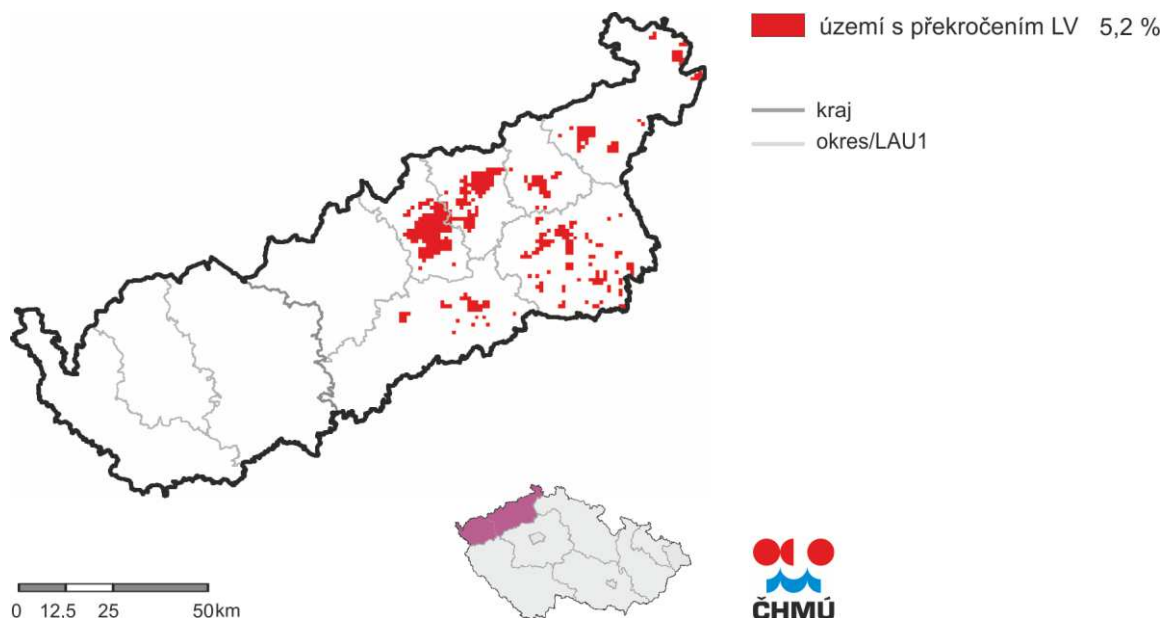 území s překročením LV 5,2 %
kraj
okres/LAU1
0 12,5 25 50km
ČHMÚ